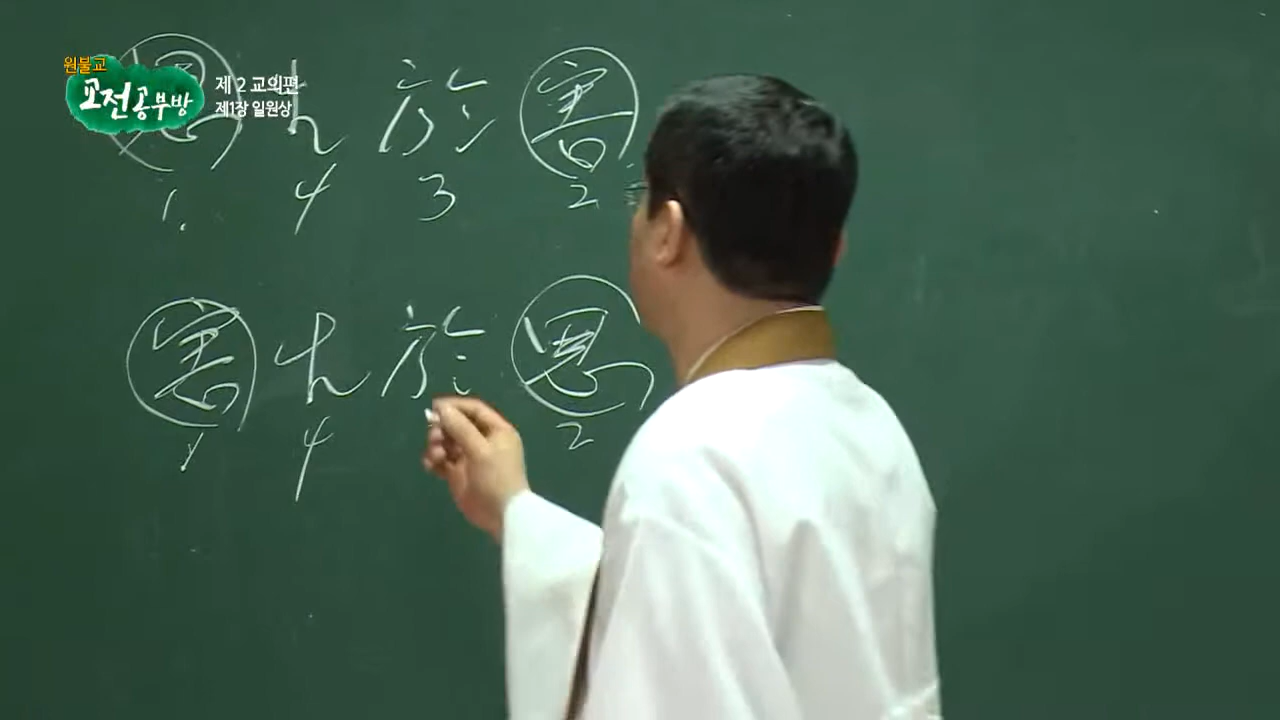 원불교
교전공부방
제 2 교의편
제1장 일원상
恩生於害
1. 4 3 2
害生於恩
1 4 2